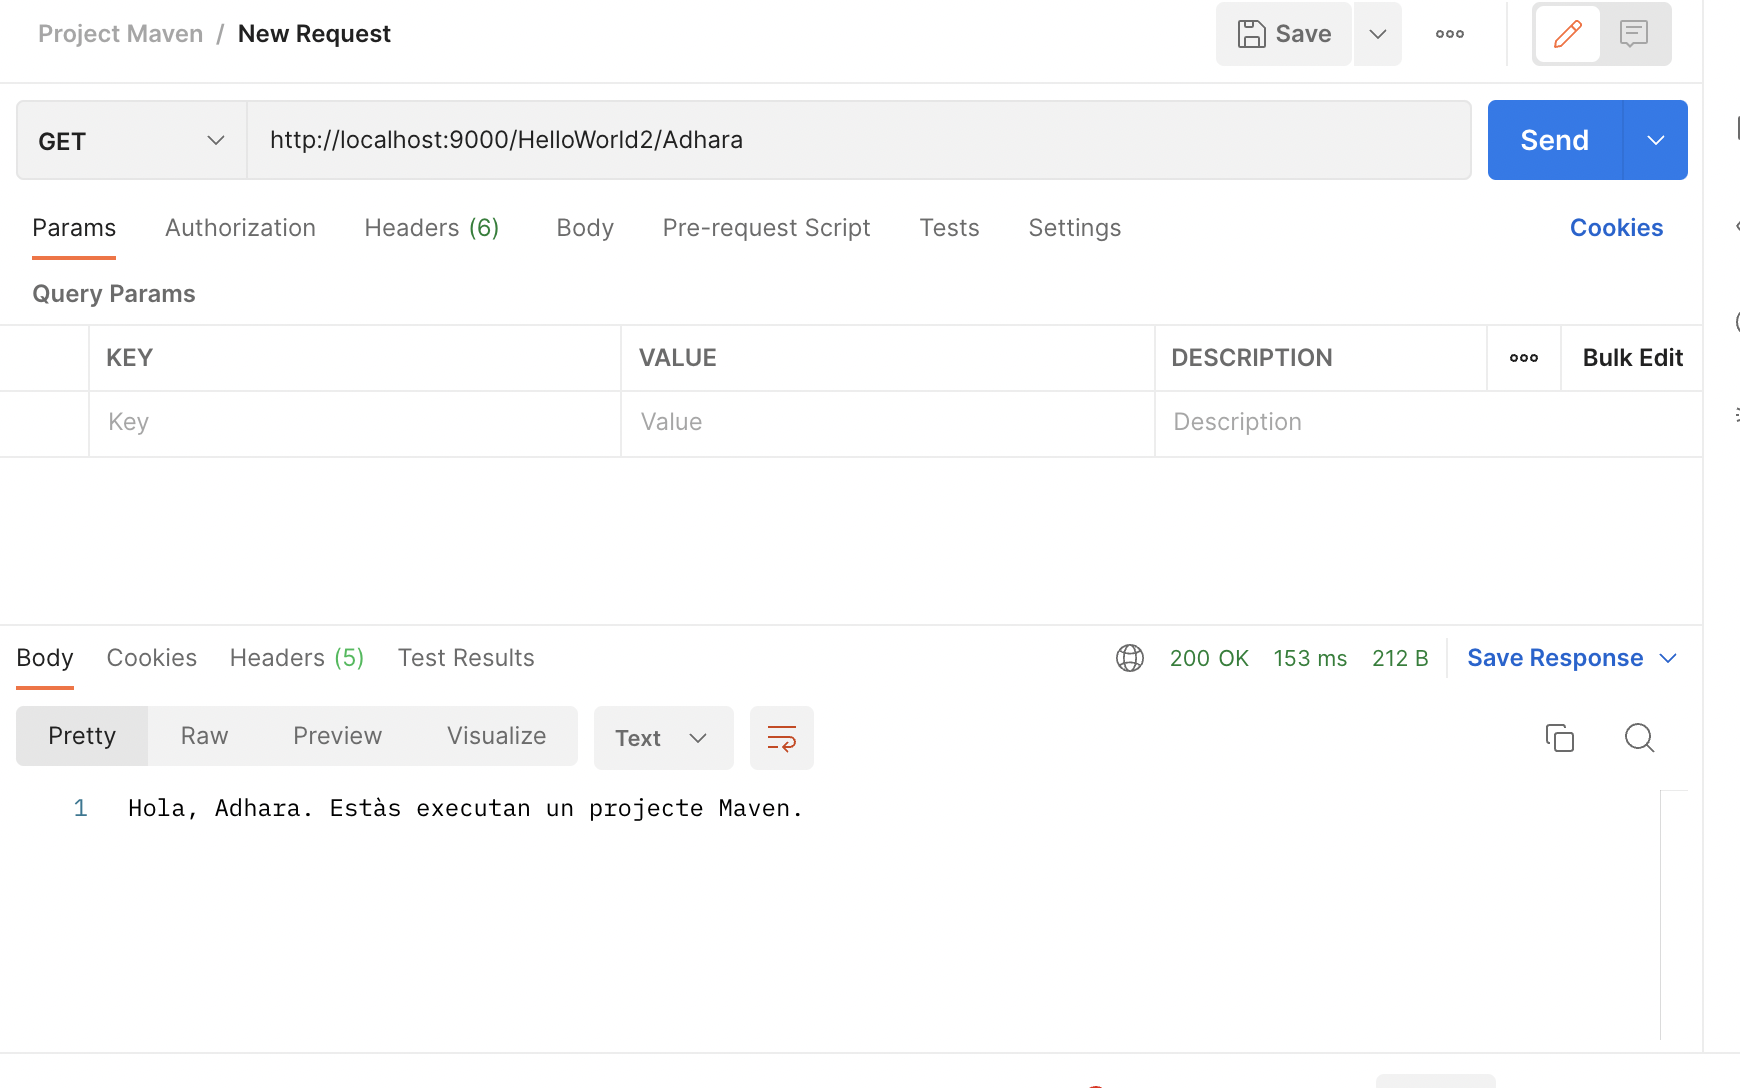 Project Maven / New Request
Save
GET
http://localhost:9000/HelloWorld2/Adhara
Send
Params Authorization Headers (6) Body Pre-request Script Tests Settings Cookies
Query Params
KEY VALUE DESCRIPTION Bulk Edit
Key Value Description
Body Cookies Headers (5) Test Results 200 OK 153 ms 212 B Save Response
Pretty Raw Preview Visualize Text
1 Hola, Adhara. Estàs executan un projecte Maven.